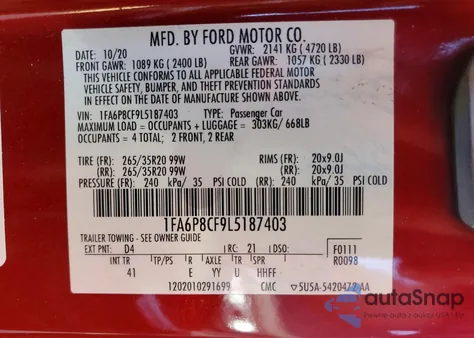 MFD. BY FORD MOTOR CO.
DATE: 10/20 GVWR: 2141 KG (4720 LB)
FRONT GAWR: 1089 KG (2400 LB) REAR GAWR: 1057 KG (2330 LB)
THIS VEHICLE CONFORMS TO ALL APPLICABLE FEDERAL MOTOR
VEHICLE SAFETY, BUMPER, AND THEFT PREVENTION STANDARDS
IN EFFECT ON THE DATE OF MANUFACTURE SHOWN ABOVE.
VIN: 1FA6P8CF9L5187403 TYPE: Passenger Car
MAXIMUM LOAD = OCCUPANTS + LUGGAGE = 303KG/ 668LB
OCCUPANTS = 4 TOTAL; 2 FRONT, 2 REAR
TIRE (FR): 265/35R20 99W RIMS (FR): 20x9.0J
(RR): 265/35R20 99W (RR): 20x9.0J
PRESSURE (FR): 240 kPa/ 35 PSI COLD (RR): 240 kPa/ 35 PSI COLD
1FA6P8CF9L5187403
TRAILER TOWING - SEE OWNER GUIDE
EXT PNT: D4 RC: 21 DSO: F0111
INT TR TP/PS R AXLE TR SPR R0098
41 E YY U HHFF
120201029169 CMC 5U5A-5420472-AA
autoSnap